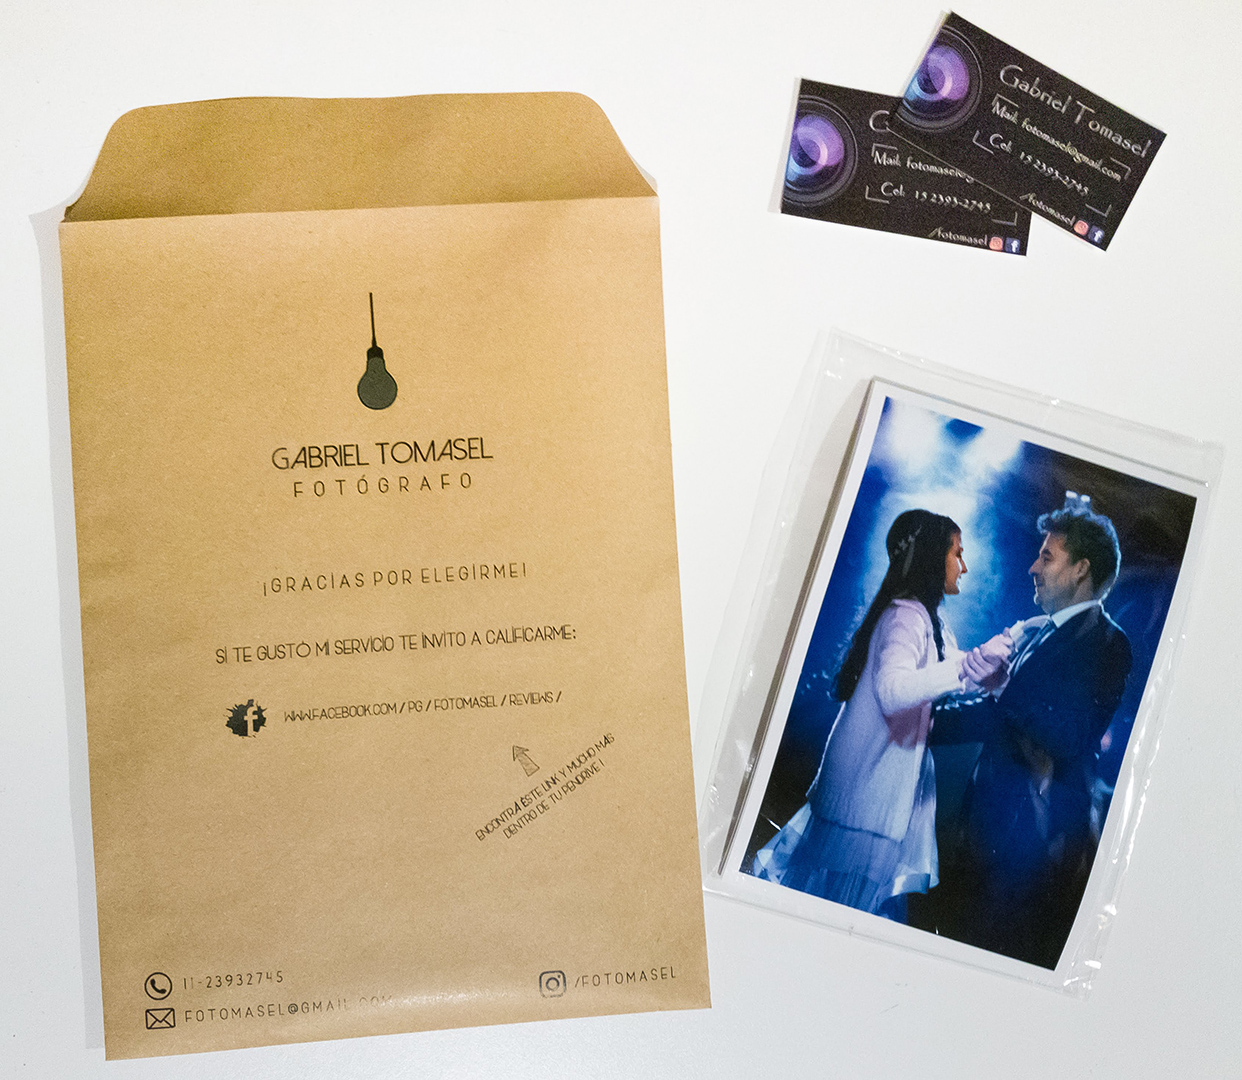 GABRIEL TOMASEL
FOTÓGRAFO
¡GRACIAS POR ELEGIRME!
SI TE GUSTÓ MI SERVICIO TE INVITO A CALIFICARME:
WWW.FACEBOOK.COM / PG / FOTOMASEL / REVIEWS /
ENCONTRÁ ÉSTE LINK Y MUCHO MÁS
DENTRO DE TU PENDRIVE !
11-23932745
FOTOMASEL@GMAIL.COM
/FOTOMASEL
Gabriel Tomasel
Mail: fotomasel@gmail.com
Cel: 15 2393-2745
/fotomasel
G
Mail: fotomasel@g
Cel: 15 2393-2745
/fotomasel